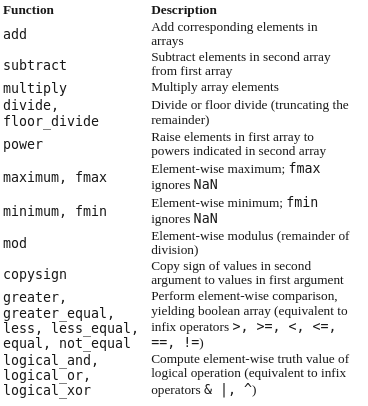 Function Description
add Add corresponding elements in
arrays
subtract Subtract elements in second array
from first array
multiply Multiply array elements
divide, Divide or floor divide (truncating the
floor_divide remainder)
power Raise elements in first array to
powers indicated in second array
maximum, fmax Element-wise maximum; fmax
ignores NaN
minimum, fmin Element-wise minimum; fmin
ignores NaN
mod Element-wise modulus (remainder of
division)
copysign Copy sign of values in second
argument to values in first argument
greater, Perform element-wise comparison,
greater_equal, yielding boolean array (equivalent to
less, less_equal, infix operators >, >=, <, <=,
equal, not_equal ==, !=)
logical_and, Compute element-wise truth value of
logical_or, logical operation (equivalent to infix
logical_xor operators & |, ^)